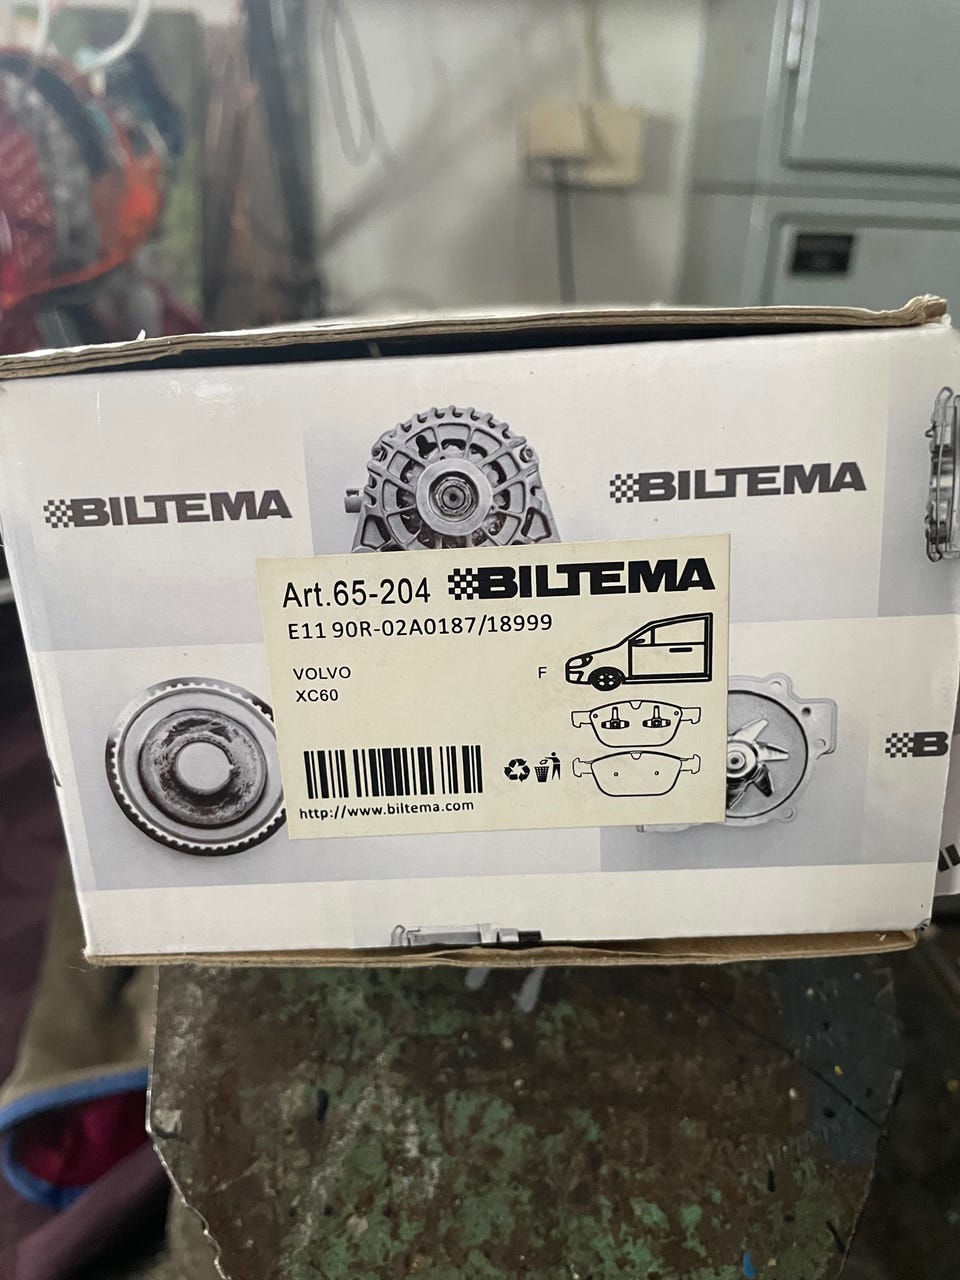 BILTEMA
BILTEMA
Art.65-204 BILTEMA
E11 90R-02A0187/18999
VOLVO
XC60
F
http://www.biltema.com
B